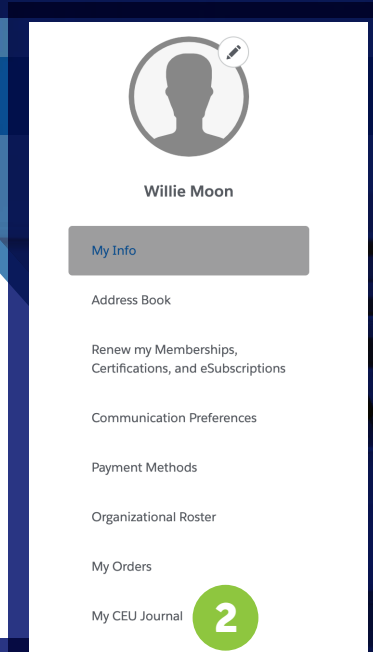 Willie Moon
My Info
Address Book
Renew my Memberships,
Certifications, and eSubscriptions
Communication Preferences
Payment Methods
Organizational Roster
My Orders
My CEU Journal 2